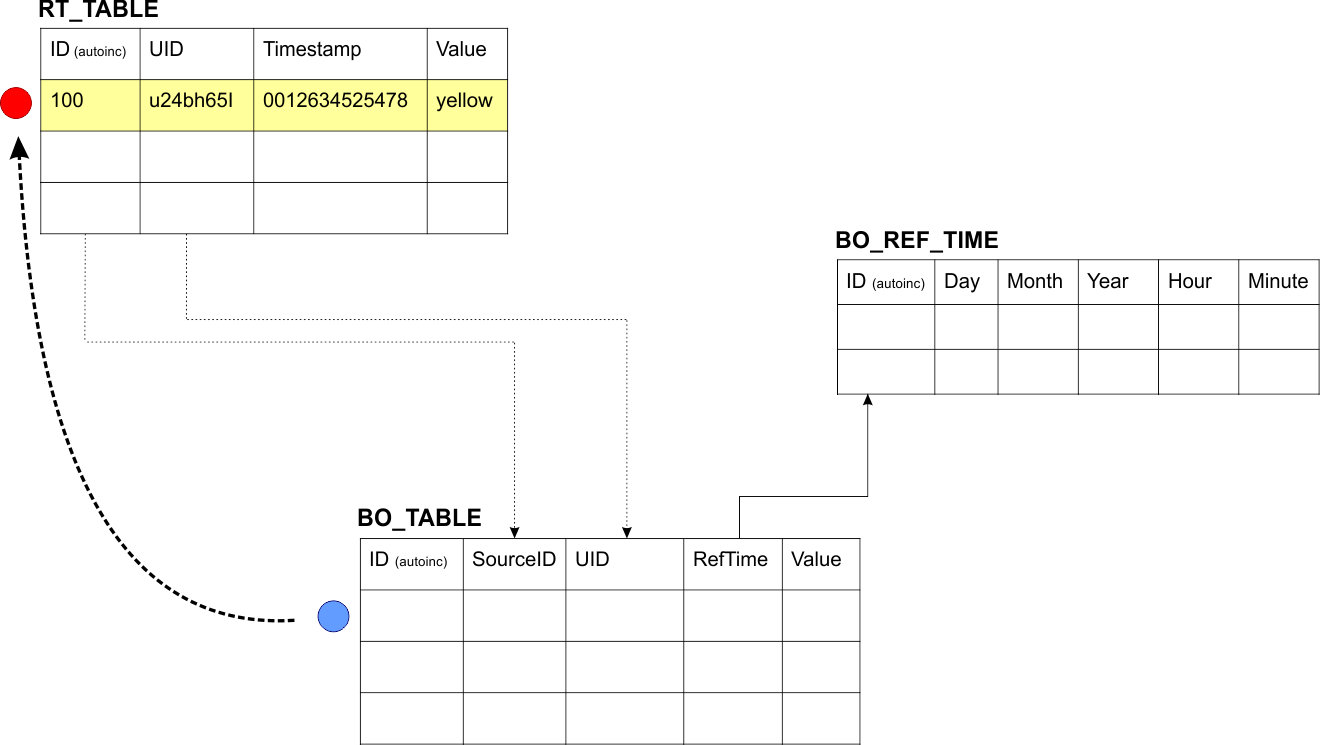 RT_TABLE
ID (autoinc) UID Timestamp Value
100 u24bh65I 0012634525478 yellow
BO_REF_TIME
ID (autoinc) Day Month Year Hour Minute
BO_TABLE
ID (autoinc) SourceID UID RefTime Value